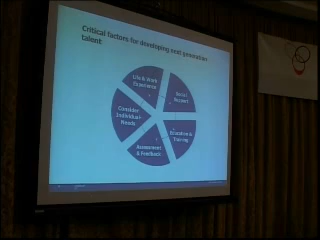 Critical factors for developing next generation
talent
Life & Work
Experience
Social
Support
Education &
Training
Assessment
& Feedback
Consider
Individual
Needs